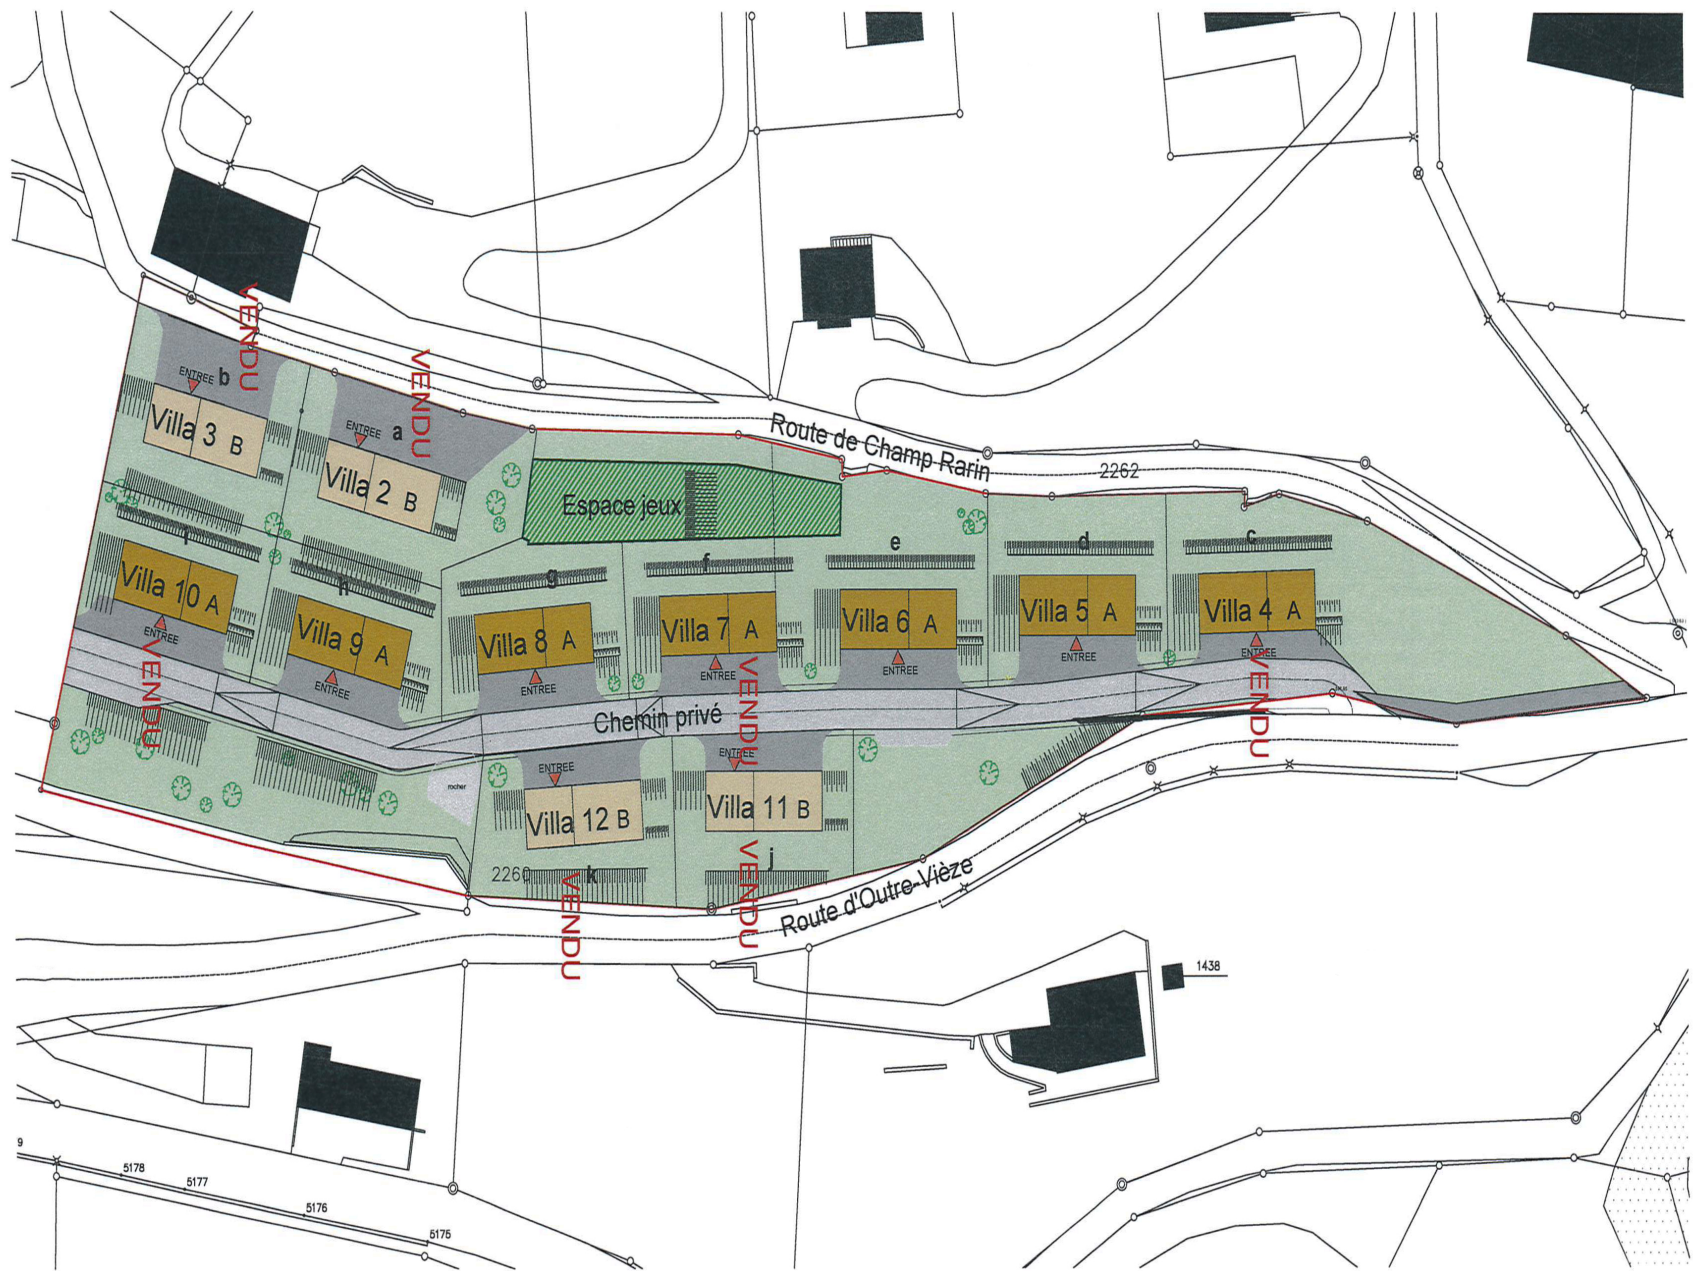 VENDU
VENDU
ENTREE
b
ENTREE
a
Villa 3 B
Villa 2 B
Route de Champ-Rarin
2262
Espace jeux
i
h
g
f
e
d
c
Villa 10 A
Villa 9 A
Villa 8 A
Villa 7 A
Villa 6 A
Villa 5 A
Villa 4 A
ENTREE
ENTREE
ENTREE
ENTREE
ENTREE
ENTREE
ENTREE
VENDU
VENDU
VENDU
Chemin privé
ENTREE
ENTREE
rocher
Villa 12 B
Villa 11 B
2260
k
j
VENDU
VENDU
Route d'Outre-Vièze
1438
9
5178
5177
5176
5175